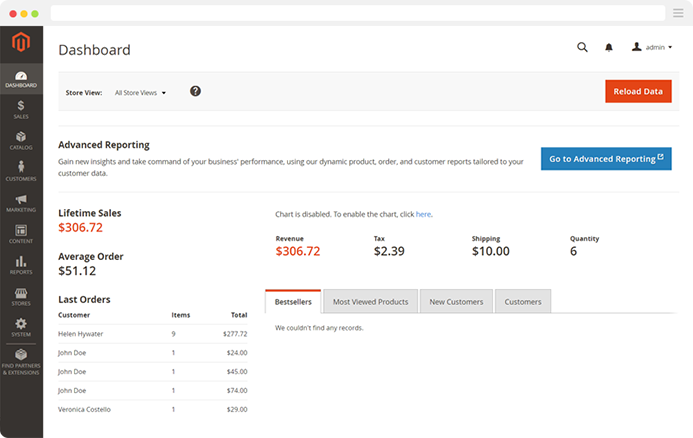 Dashboard
admin
DASHBOARD
SALES
CATALOG
CUSTOMERS
MARKETING
CONTENT
REPORTS
STORES
SYSTEM
FIND PARTNERS
& EXTENSIONS
Store View: All Store Views
Reload Data
Advanced Reporting
Gain new insights and take command of your business' performance, using our dynamic product, order, and customer reports tailored to your
customer data.
Go to Advanced Reporting
Lifetime Sales
$306.72
Average Order
$51.12
Last Orders
Customer Items Total
Helen Hywater 9 $277.72
John Doe 1 $24.00
John Doe 1 $45.00
John Doe 1 $74.00
Veronica Costello 1 $29.00
Chart is disabled. To enable the chart, click here.
Revenue Tax Shipping Quantity
$306.72 $2.39 $10.00 6
Bestsellers Most Viewed Products New Customers Customers
We couldn't find any records.